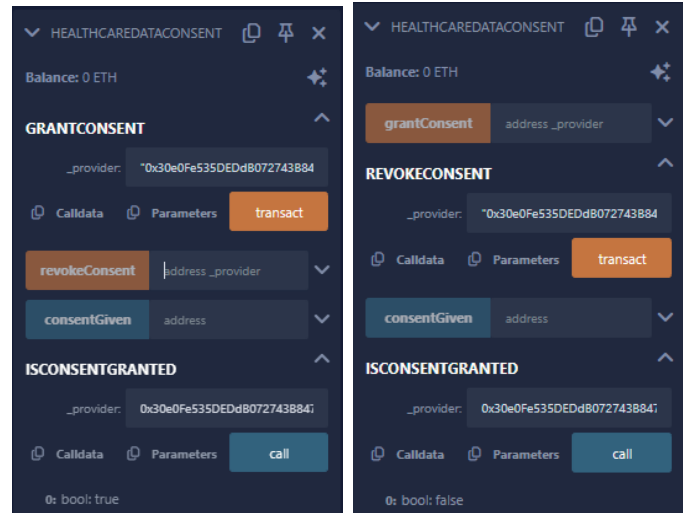 HEALTHCAREDATACONSENT
Balance: 0 ETH
GRANTCONSENT
_provider: "0x30e0Fe535DEDdB072743B84
Calldata Parameters transact
revokeConsent address _provider
consentGiven address
ISCONSENTGRANTED
_provider: 0x30e0Fe535DEDdB072743B847
Calldata Parameters call
0: bool: true
HEALTHCAREDATACONSENT
Balance: 0 ETH
grantConsent address _provider
REVOKECONSENT
_provider: "0x30e0Fe535DEDdB072743B84
Calldata Parameters transact
consentGiven address
ISCONSENTGRANTED
_provider: 0x30e0Fe535DEDdB072743B847
Calldata Parameters call
0: bool: false